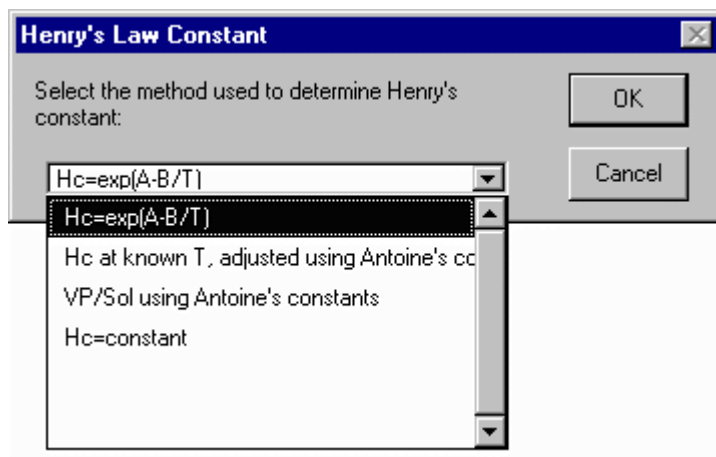 Henry's Law Constant
Select the method used to determine Henry's
constant:
OK
Cancel
Hc=exp(A-B/T)
Hc=exp(A-B/T)
Hc at known T, adjusted using Antoine's cc
VP/Sol using Antoine's constants
Hc=constant